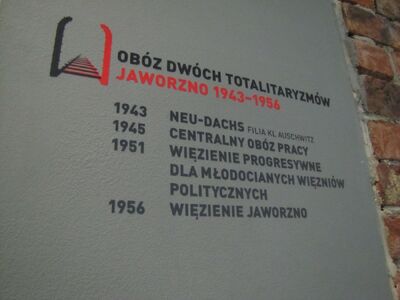 OBÓZ DWÓCH TOTALITARYZMÓW
JAWORZNO 1943–1956
1943 NEU-DACHS FILIA KL AUSCHWITZ
1945 CENTRALNY OBÓZ PRACY
1951 WIĘZIENIE PROGRESYWNE
DLA MŁODOCIANYCH WIĘŹNIÓW
POLITYCZNYCH
1956 WIĘZIENIE JAWORZNO